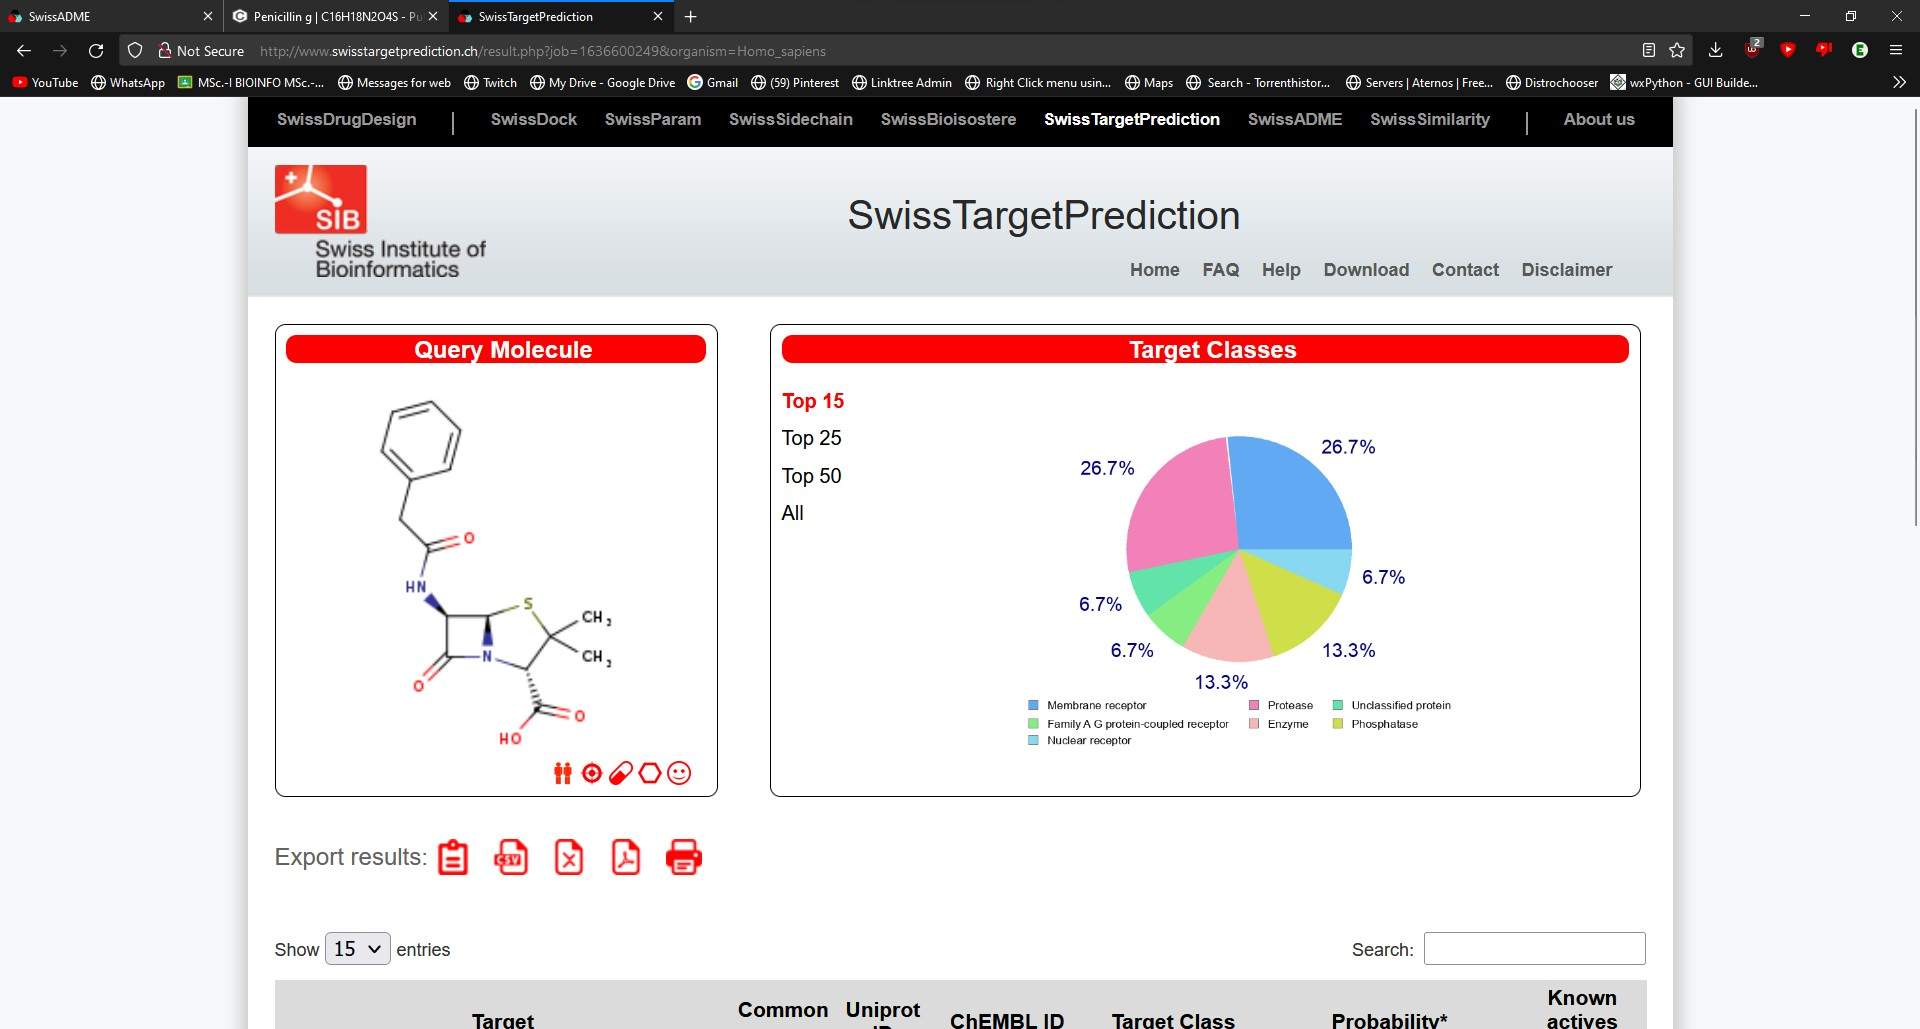 SwissADME
Penicillin g | C16H18N2O4S - Pu
SwissTargetPrediction
Not Secure
http://www.swisstargetprediction.ch/result.php?job=1636600249&organism=Homo_sapiens
2
YouTube
WhatsApp
MSc.-I BIOINFO MSc.-...
Messages for web
Twitch
My Drive - Google Drive
Gmail
(59) Pinterest
Linktree Admin
Right Click menu usin...
Maps
Search - Torrenthistor...
Servers | Aternos | Free...
Distrochooser
wxPython - GUI Builde...
SwissDrugDesign | SwissDock SwissParam SwissSidechain SwissBioisostere SwissTargetPrediction SwissADME SwissSimilarity | About us
SIB
Swiss Institute of
Bioinformatics
SwissTargetPrediction
Home FAQ Help Download Contact Disclaimer
Query Molecule
O
HN
S
CH3
CH3
N
O
O
HO
Target Classes
Top 15
Top 25
Top 50
All
26.7%
26.7%
6.7%
6.7%
6.7%
13.3%
13.3%
Membrane receptor
Protease
Unclassified protein
Family A G protein-coupled receptor
Enzyme
Phosphatase
Nuclear receptor
Export results:
CSV
Show 15 entries
Search:
Target
Common
Uniprot
ChEMBL ID
Target Class
Probability*
Known
actives